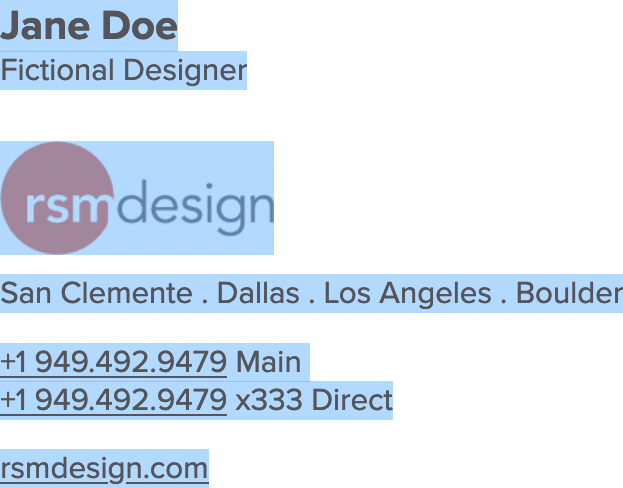 Jane Doe
Fictional Designer
rsmdesign
San Clemente . Dallas . Los Angeles . Boulder
+1 949.492.9479 Main
+1 949.492.9479 x333 Direct
rsmdesign.com